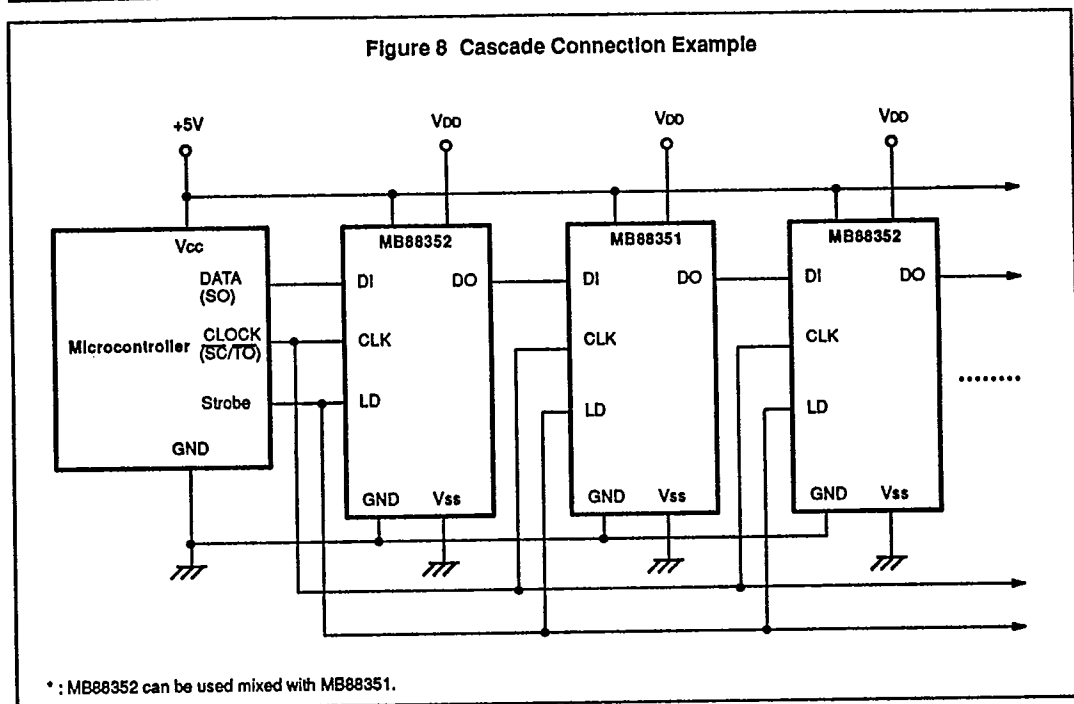 Figure 8 Cascade Connection Example
+5V
VDD
VDD
VDD
Vcc
DATA
(SO)
Microcontroller
CLOCK
(SC/TO)
Strobe
GND
MB88352
DI
DO
CLK
LD
GND
Vss
MB88351
DI
DO
CLK
LD
GND
Vss
MB88352
DI
DO
CLK
LD
GND
Vss
........
* : MB88352 can be used mixed with MB88351.